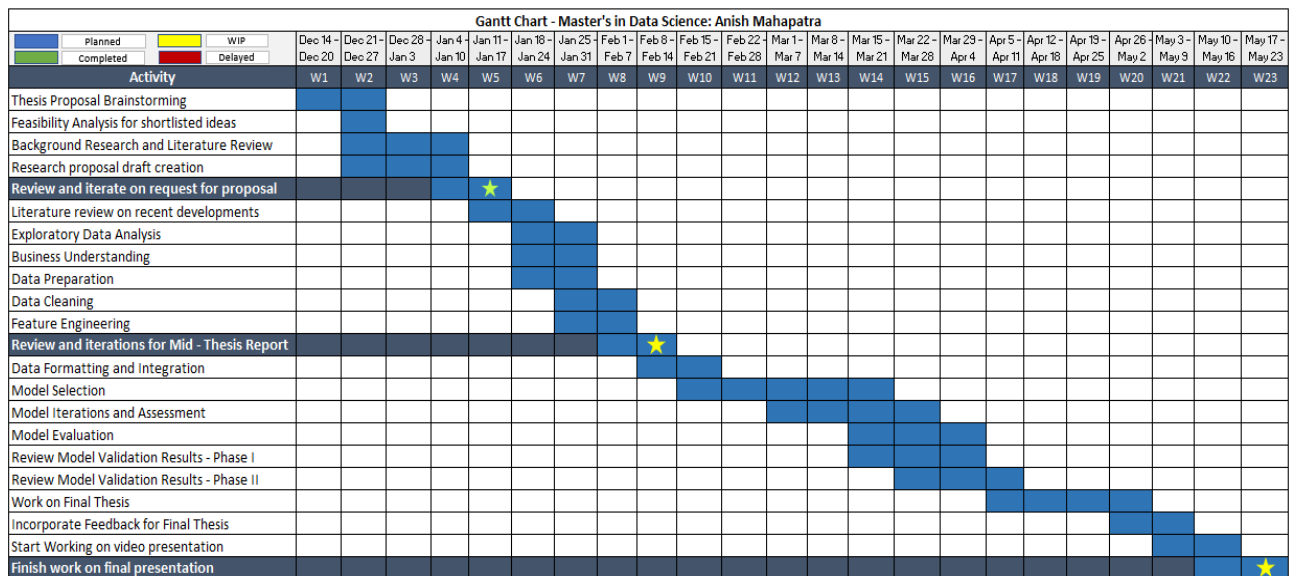 Gantt Chart - Master's in Data Science: Anish Mahapatra
Planned WIP Dec 14 - Dec 21 - Dec 28 - Jan 4 - Jan 11 - Jan 18 - Jan 25 - Feb 1 - Feb 8 - Feb 15 - Feb 22 - Mar 1 - Mar 8 - Mar 15 - Mar 22 - Mar 29 - Apr 5 - Apr 12 - Apr 19 - Apr 26 - May 3 - May 10 - May 17 -
Completed Delayed Dec 20 Dec 27 Jan 3 Jan 10 Jan 17 Jan 24 Jan 31 Feb 7 Feb 14 Feb 21 Feb 28 Mar 7 Mar 14 Mar 21 Mar 28 Apr 4 Apr 11 Apr 18 Apr 25 May 2 May 9 May 16 May 23
Activity W1 W2 W3 W4 W5 W6 W7 W8 W9 W10 W11 W12 W13 W14 W15 W16 W17 W18 W19 W20 W21 W22 W23
Thesis Proposal Brainstorming
Feasibility Analysis for shortlisted ideas
Background Research and Literature Review
Research proposal draft creation
Review and iterate on request for proposal
Literature review on recent developments
Exploratory Data Analysis
Business Understanding
Data Preparation
Data Cleaning
Feature Engineering
Review and iterations for Mid - Thesis Report
Data Formatting and Integration
Model Selection
Model Iterations and Assessment
Model Evaluation
Review Model Validation Results - Phase I
Review Model Validation Results - Phase II
Work on Final Thesis
Incorporate Feedback for Final Thesis
Start Working on video presentation
Finish work on final presentation